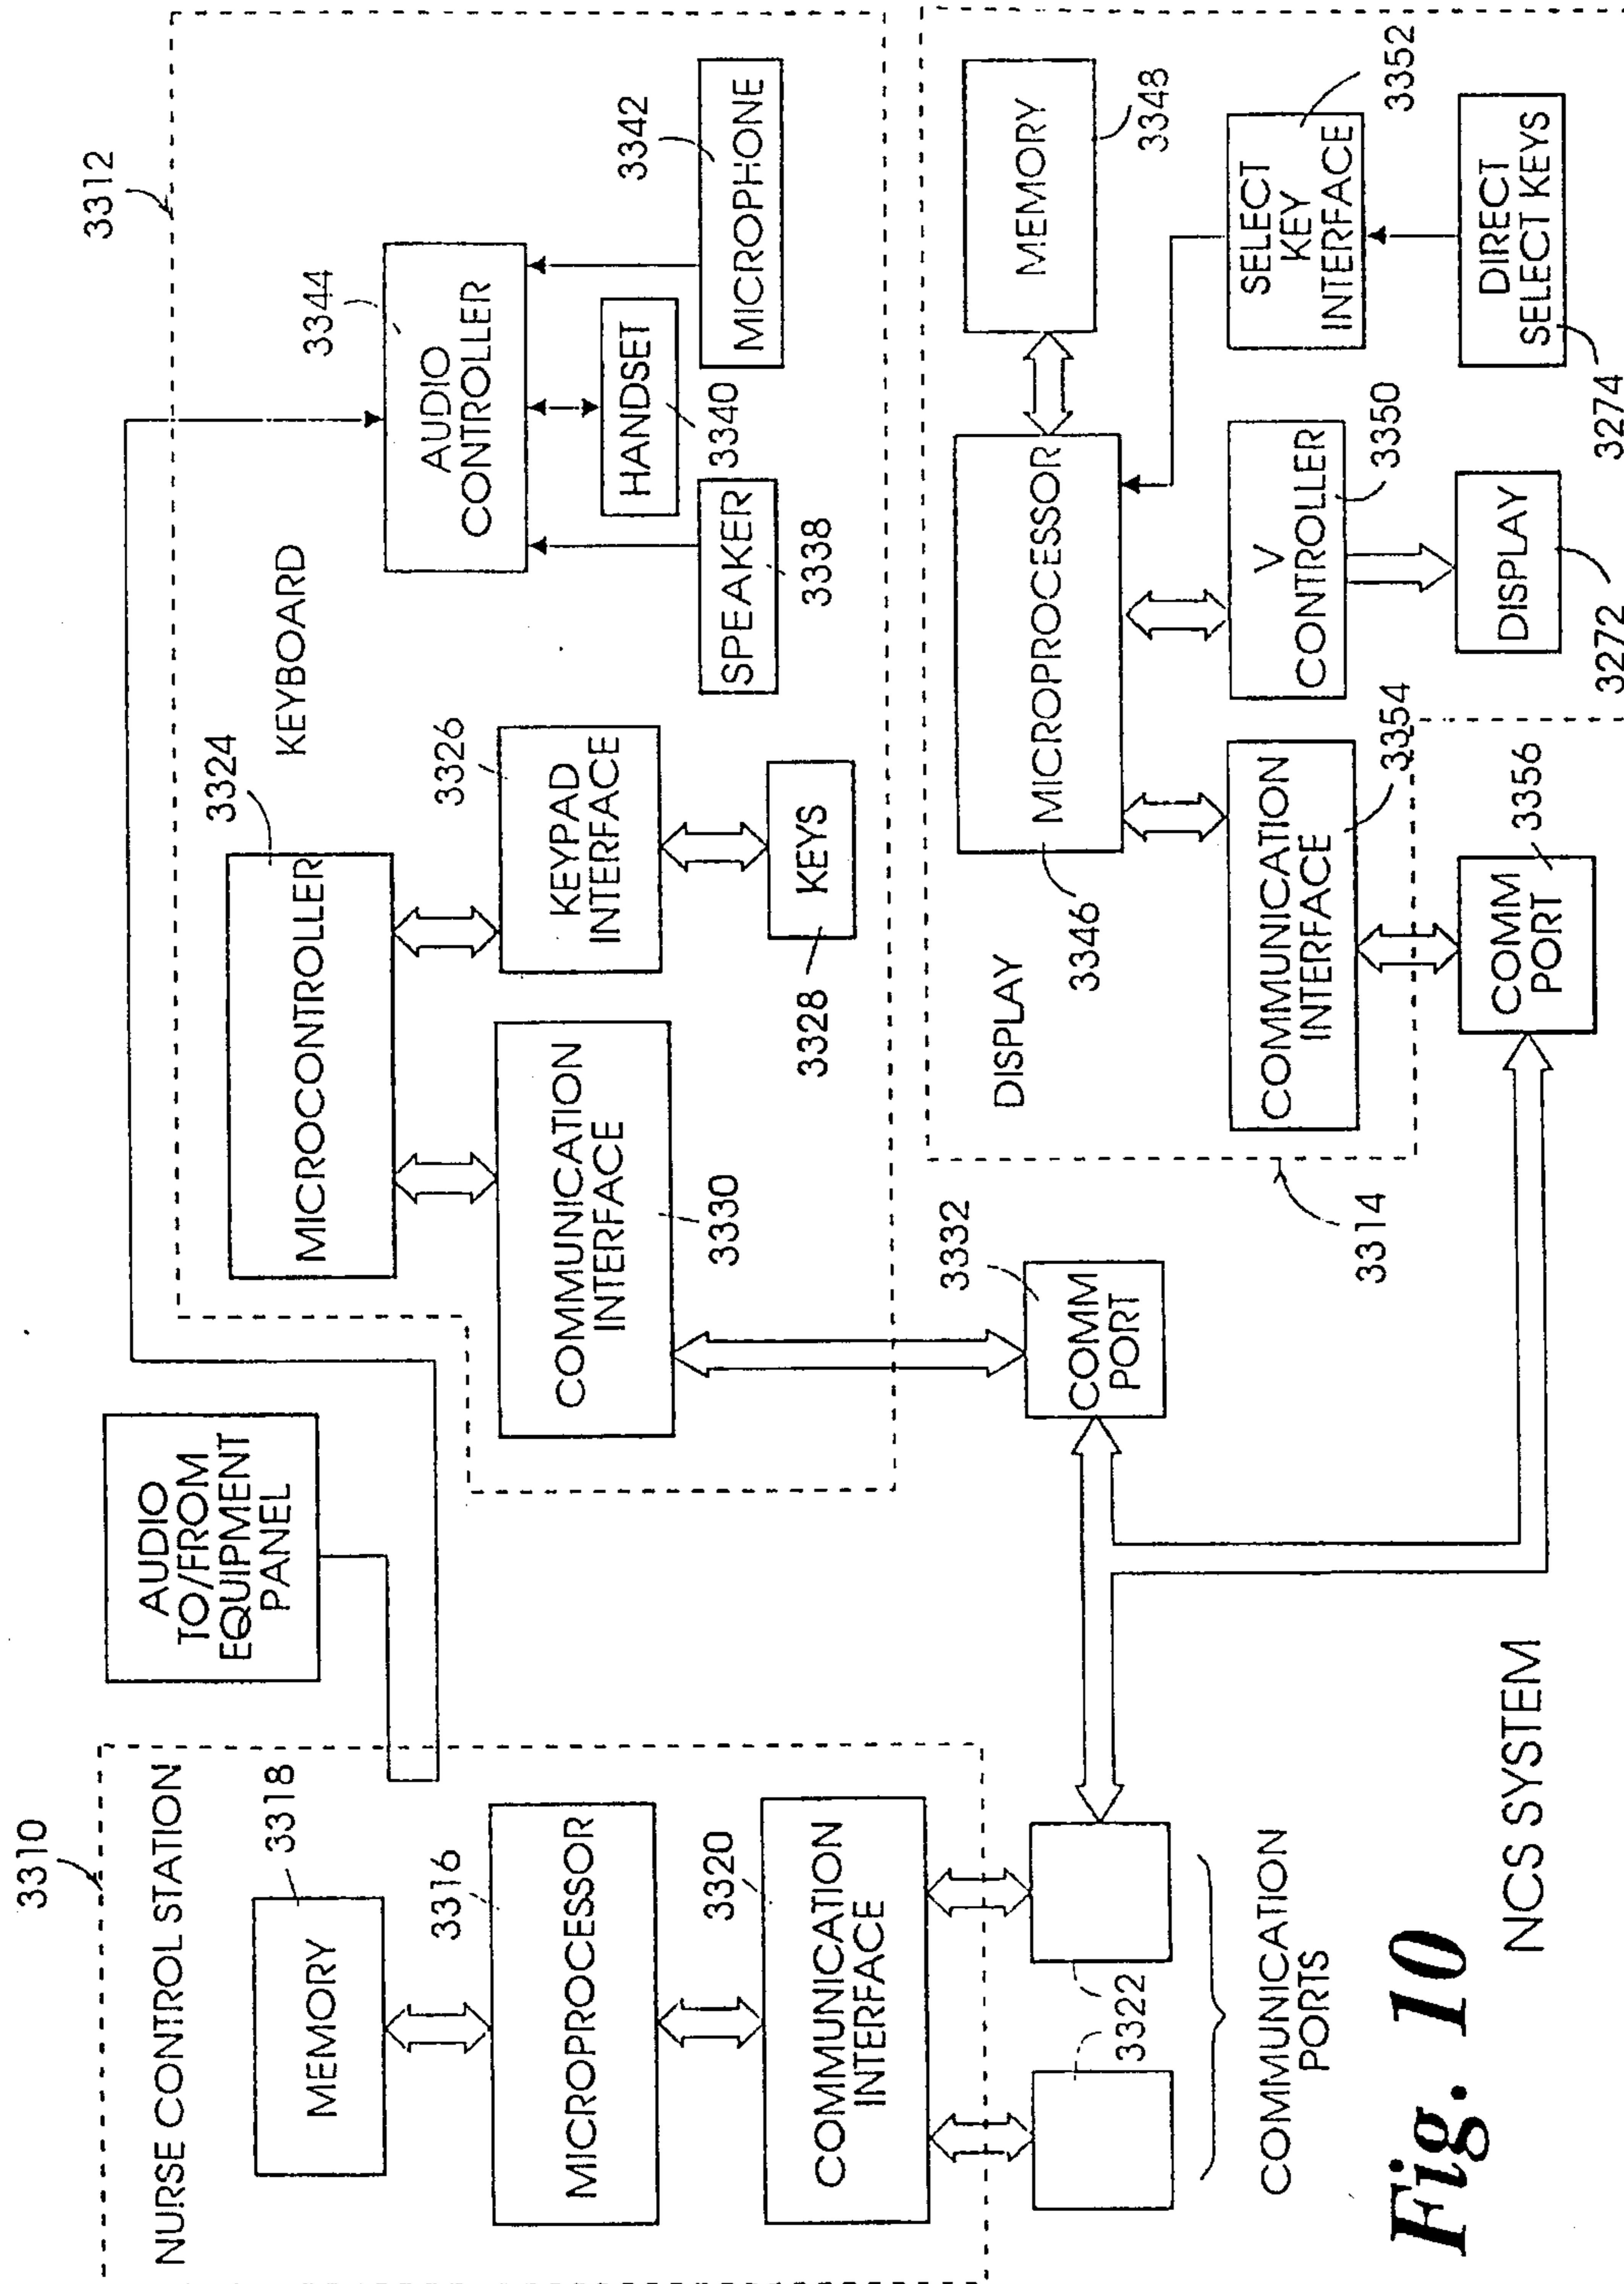 3310
NURSE CONTROL STATION
3318
MEMORY
3316
MICROPROCESSOR
3320
COMMUNICATION
INTERFACE
3322
COMMUNICATION
PORTS
AUDIO
TO/FROM
EQUIPMENT
PANEL
3312
KEYBOARD
3324
MICROCONTROLLER
3330
COMMUNICATION
INTERFACE
3326
KEYPAD
INTERFACE
3328
KEYS
3344
AUDIO
CONTROLLER
3338
SPEAKER
3340
HANDSET
3342
MICROPHONE
3332
COMM
PORT
3314
DISPLAY
3346
MICROPROCESSOR
MEMORY
3348
3354
COMMUNICATION
INTERFACE
V
CONTROLLER
3350
SELECT
KEY
INTERFACE
3352
3356
COMM
PORT
3272
DISPLAY
DIRECT
SELECT KEYS
3274
Fig. 10
NCS SYSTEM